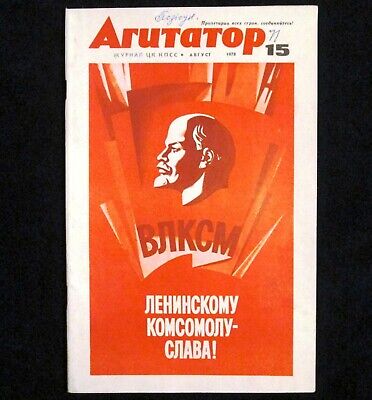 Пролетарии всех стран, соединяйтесь!
Агитатор
ЖУРНАЛ ЦК КПСС • АВГУСТ 1978 15
ВЛКСМ
ЛЕНИНСКОМУ
КОМСОМОЛУ-
СЛАВА!